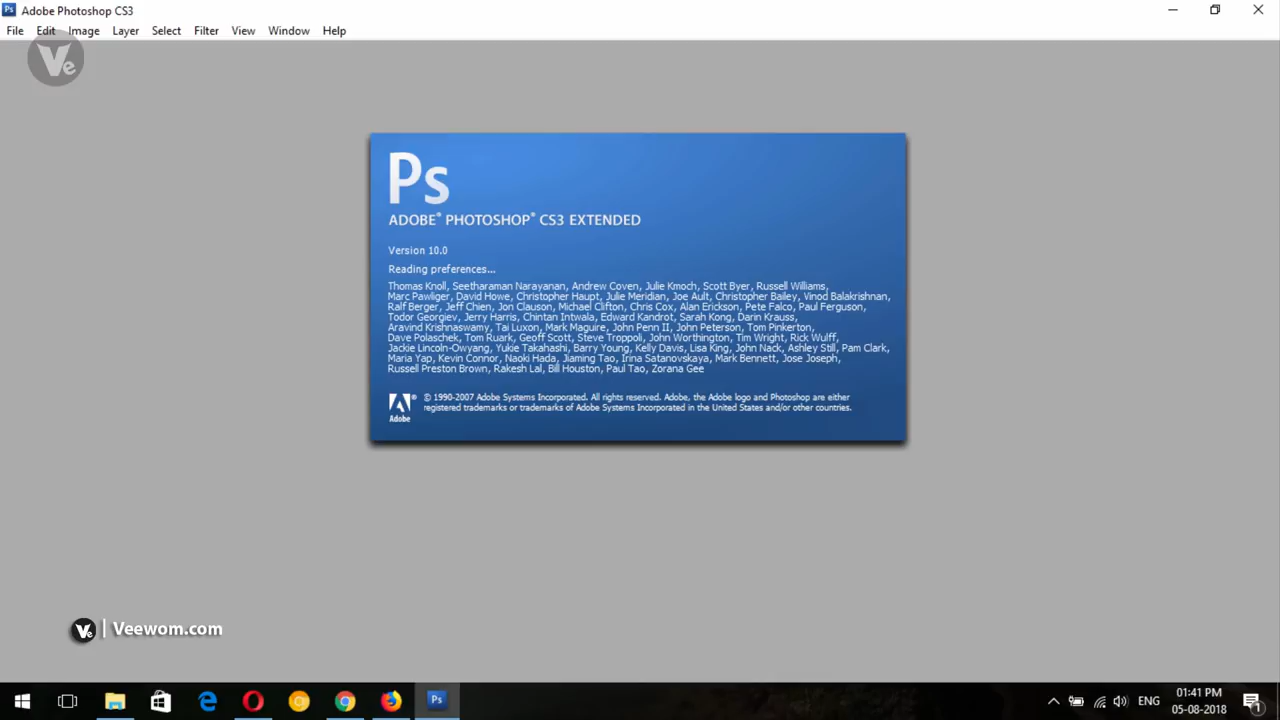 Ps Adobe Photoshop CS3
File Edit Image Layer Select Filter View Window Help
Ve
Ps
ADOBE® PHOTOSHOP® CS3 EXTENDED
Version 10.0
Reading preferences...
Thomas Knoll, Seetharaman Narayanan, Andrew Coven, Julie Kmoch, Scott Byer, Russell Williams,
Marc Pawliger, David Howe, Christopher Haupt, Julie Meridian, Joe Ault, Christopher Bailey, Vinod Balakrishnan,
Ralf Berger, Jeff Chien, Jon Clauson, Michael Clifton, Chris Cox, Alan Erickson, Pete Falco, Paul Ferguson,
Todor Georgiev, Jerry Harris, Chintan Intwala, Edward Kandrot, Sarah Kong, Darin Krauss,
Aravind Krishnaswamy, Tai Luxon, Mark Maguire, John Penn II, John Peterson, Tom Pinkerton,
Dave Polaschek, Tom Ruark, Geoff Scott, Steve Troppoli, John Worthington, Tim Wright, Rick Wulff,
Jackie Lincoln-Owyang, Yukie Takahashi, Barry Young, Kelly Davis, Lisa King, John Nack, Ashley Still, Pam Clark,
Maria Yap, Kevin Connor, Naoki Hada, Jiaming Tao, Irina Satanovskaya, Mark Bennett, Jose Joseph,
Russell Preston Brown, Rakesh Lal, Bill Houston, Paul Tao, Zorana Gee
© 1990-2007 Adobe Systems Incorporated. All rights reserved. Adobe, the Adobe logo and Photoshop are either
registered trademarks or trademarks of Adobe Systems Incorporated in the United States and/or other countries.
Adobe
Ve | Veewom.com
Ps
ENG
01:41 PM
05-08-2018
1